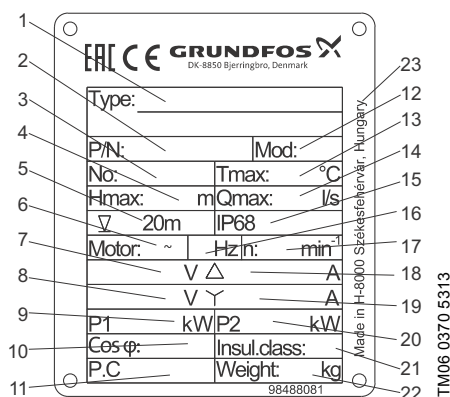 1
2
3
4
5
6
7
8
9
10
11
EAC CE GRUNDFOS
DK-8850 Bjerringbro, Denmark
Type:
P/N: Mod:
No: Tmax: °C
Hmax: m Qmax: l/s
20m IP68
Motor: ~ Hz n: min⁻¹
V △ A
V Y A
P1 kW P2 kW
Cos φ: Insul.class:
P.C Weight: kg
98488081
Made in H-8000 Székesfehérvár, Hungary
23
12
13
14
15
16
17
18
19
20
21
22
TM06 0370 5313